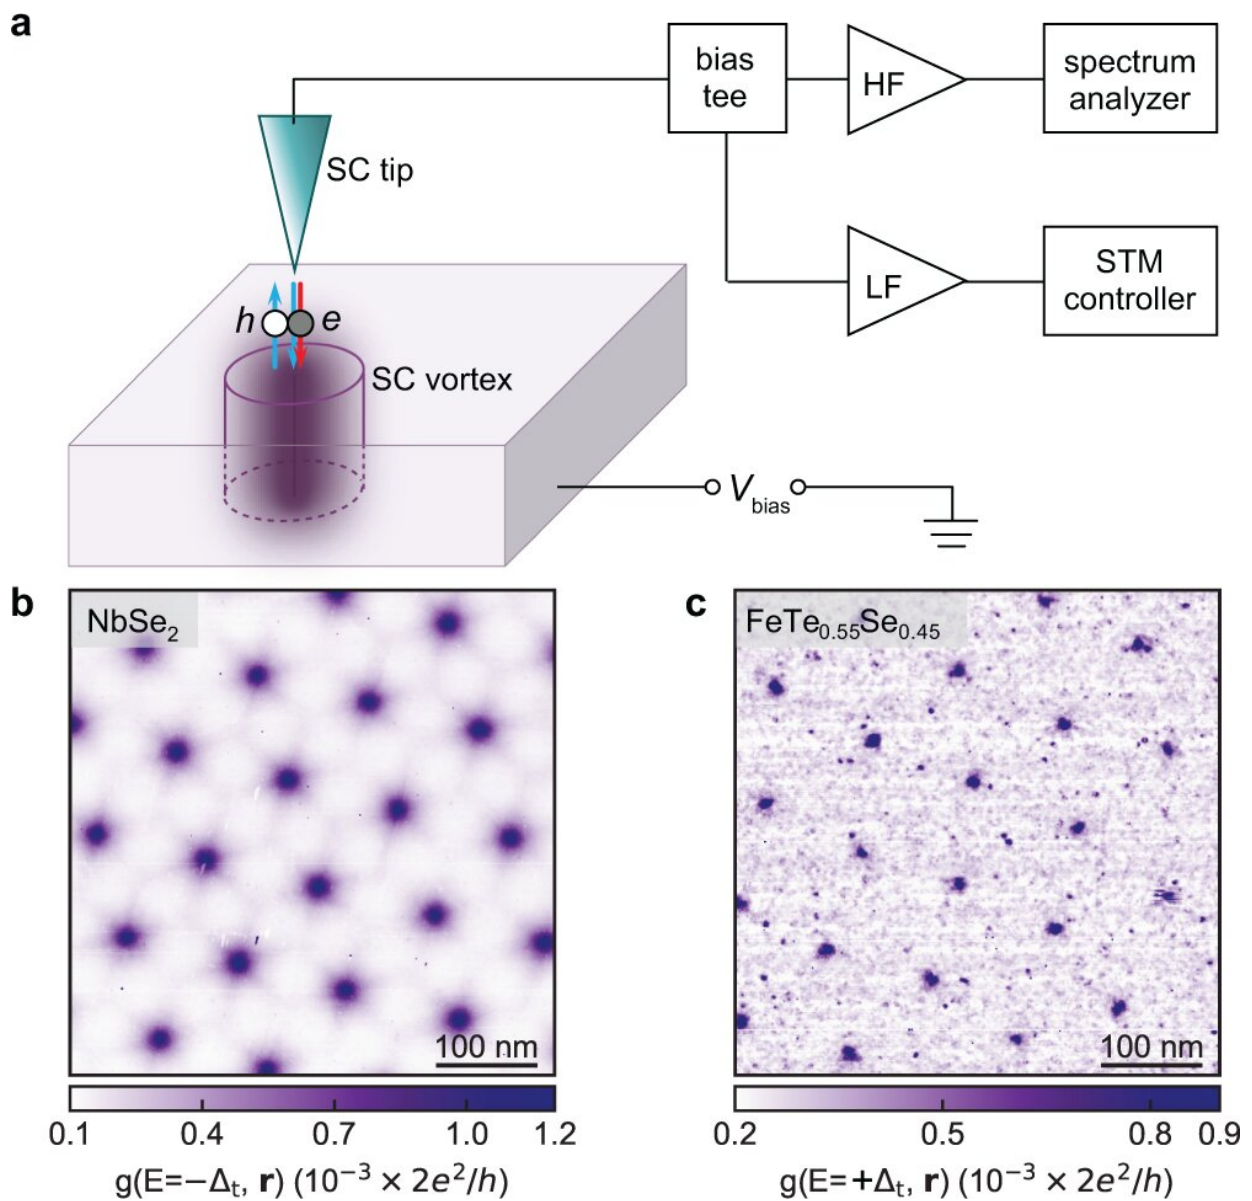 a
bias
tee
HF
spectrum
analyzer
SC tip
LF
STM
controller
h
e
SC vortex
V_bias
b
NbSe₂
100 nm
0.1 0.4 0.7 1.0 1.2
g(E=−Δₜ, r) (10⁻³ × 2e²/h)
c
FeTe₀.₅₅Se₀.₄₅
100 nm
0.2 0.5 0.8 0.9
g(E=+Δₜ, r) (10⁻³ × 2e²/h)